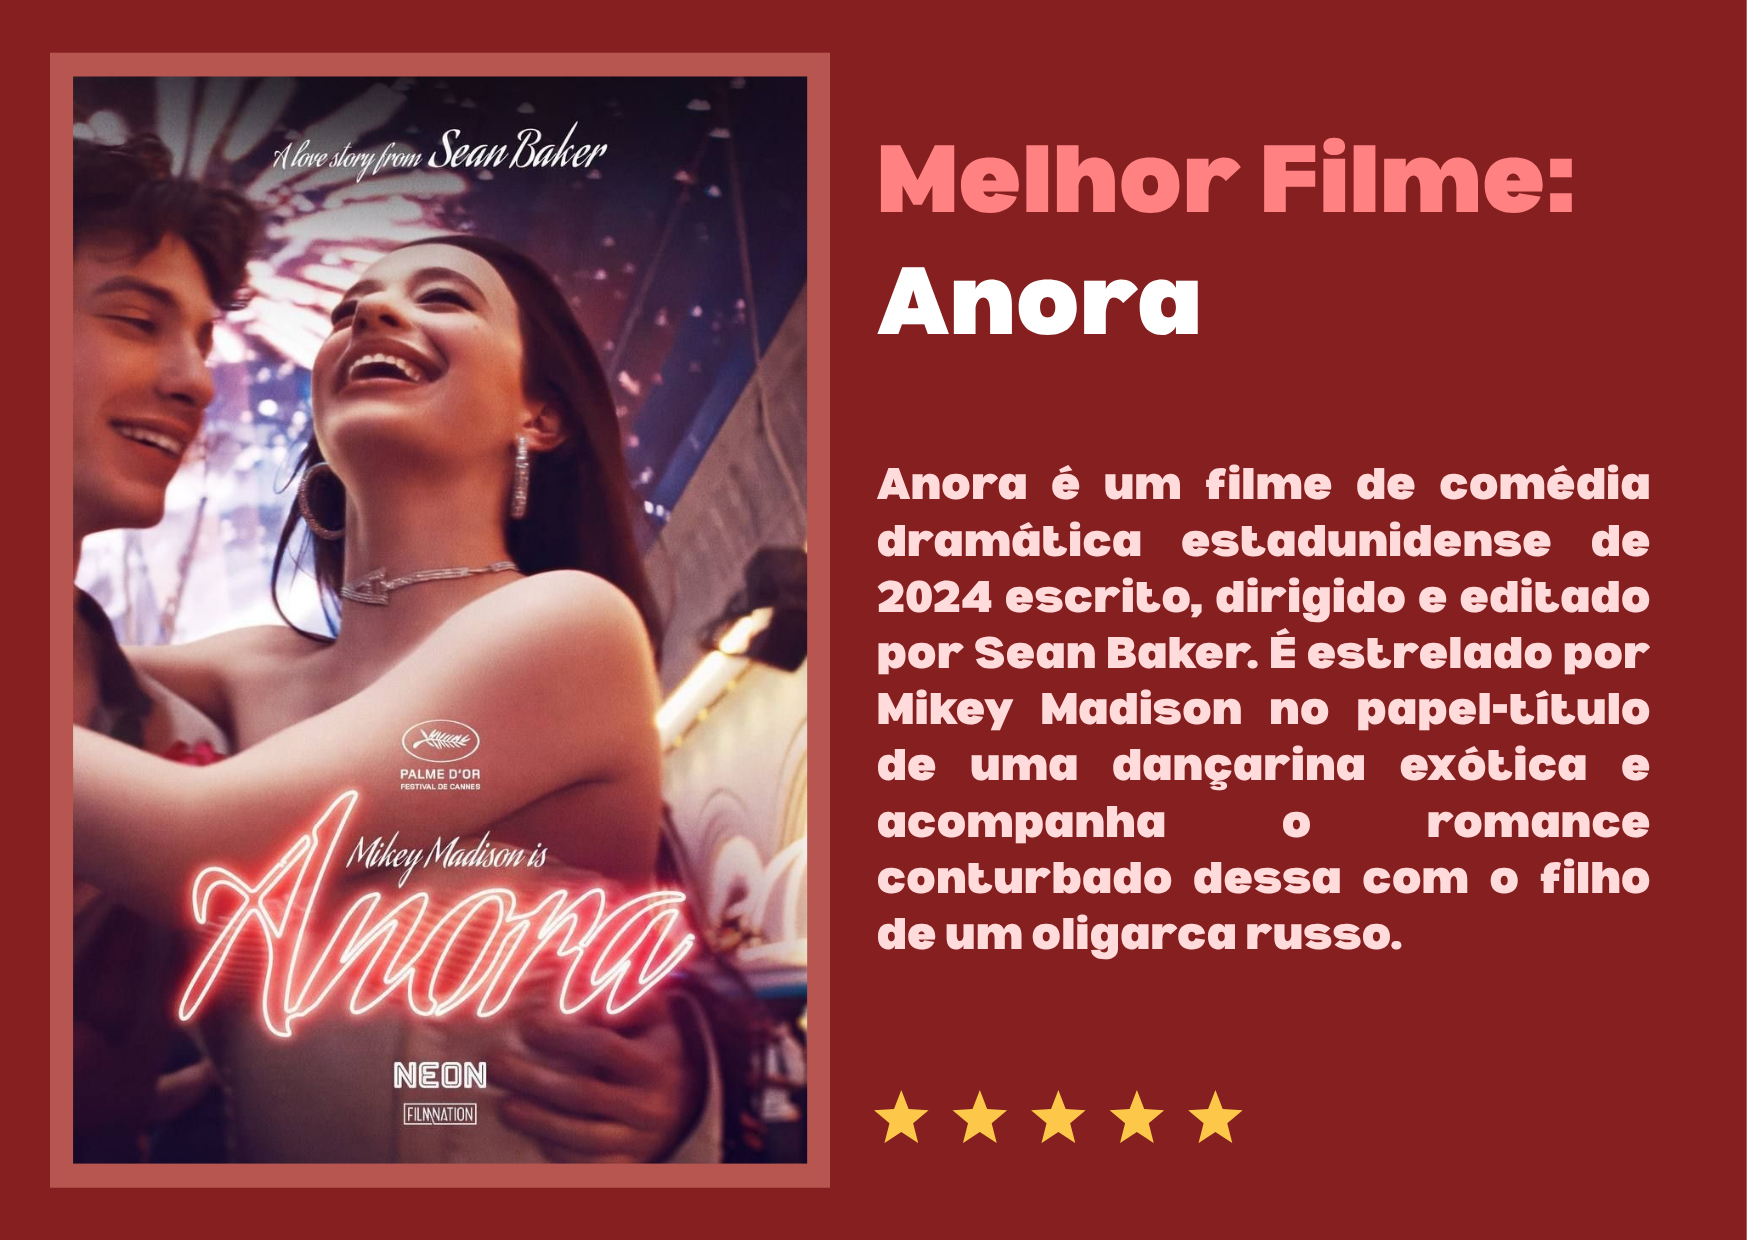 A love story from Sean Baker
PALME D'OR
FESTIVAL DE CANNES
Mikey Madison is
Anora
NEON
FILMNATION
Melhor Filme:
Anora
Anora é um filme de comédia
dramática estadunidense de
2024 escrito, dirigido e editado
por Sean Baker. É estrelado por
Mikey Madison no papel-título
de uma dançarina exótica e
acompanha o romance
conturbado dessa com o filho
de um oligarca russo.